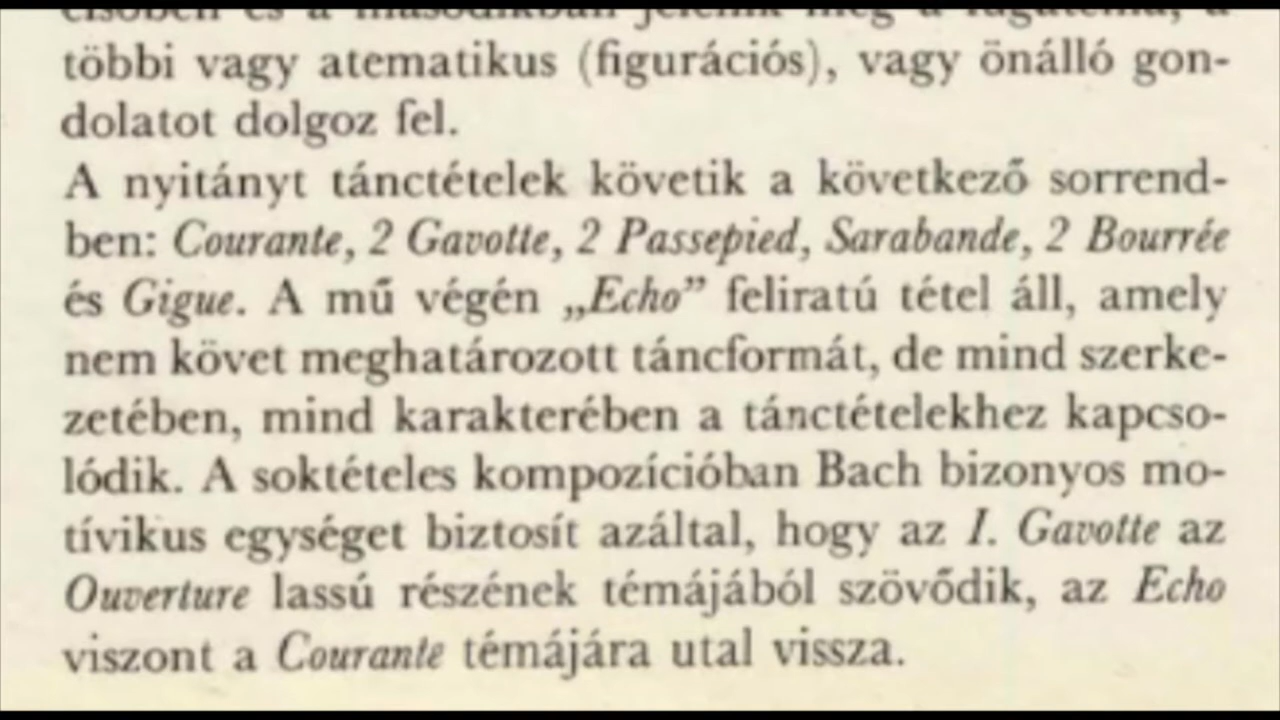 többi vagy atematikus (figurációs), vagy önálló gon-
dolatot dolgoz fel.
A nyitányt tánctételek követik a következő sorrend-
ben: Courante, 2 Gavotte, 2 Passepied, Sarabande, 2 Bourrée
és Gigue. A mű végén „Echo” feliratú tétel áll, amely
nem követ meghatározott táncformát, de mind szerke-
zetében, mind karakterében a tánctételekhez kapcso-
lódik. A soktételes kompozícióban Bach bizonyos mo-
tívikus egységet biztosít azáltal, hogy az I. Gavotte az
Ouverture lassú részének témájából szövődik, az Echo
viszont a Courante témájára utal vissza.